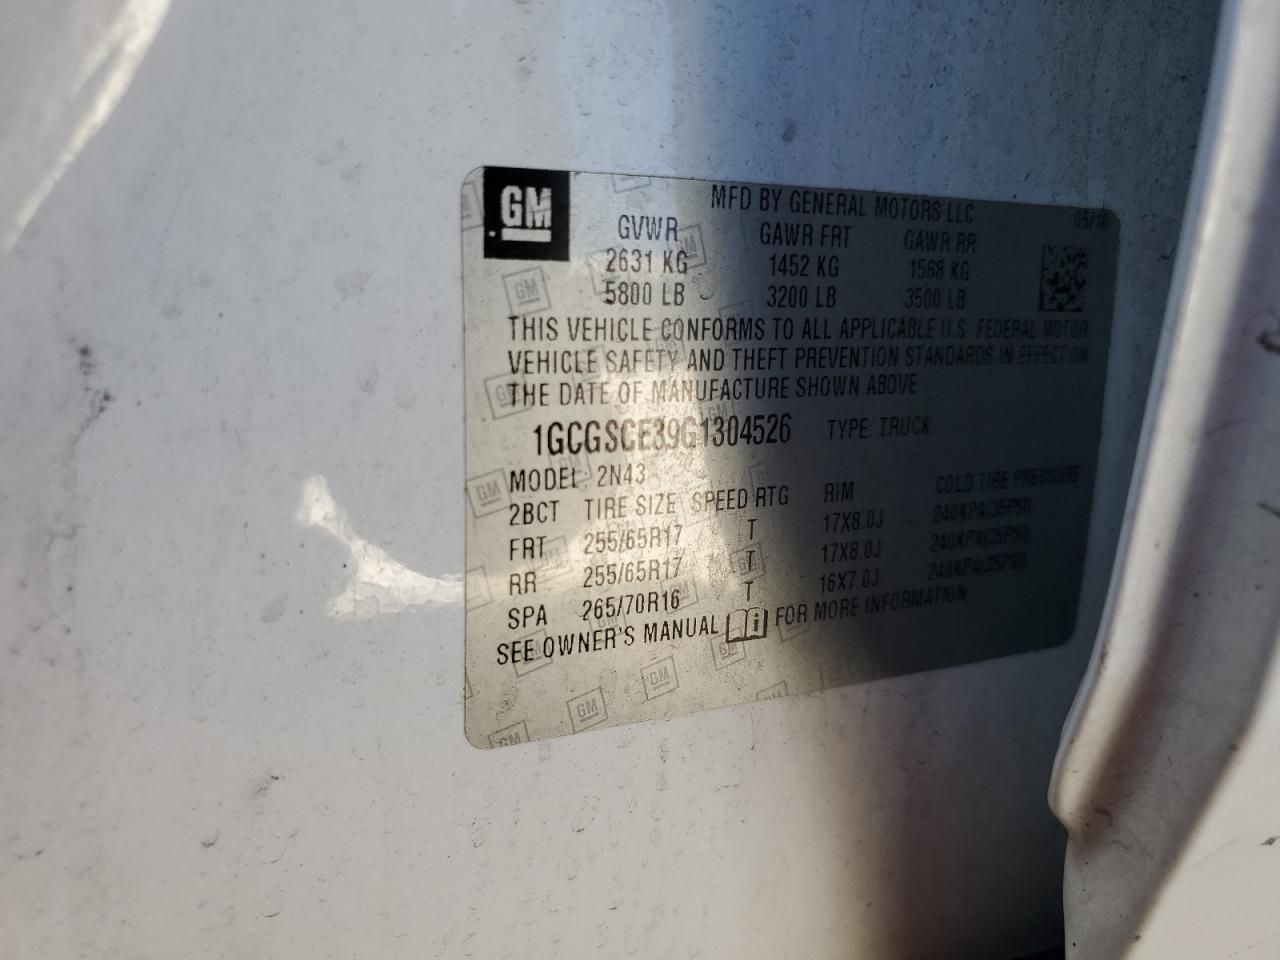 GM
MFD BY GENERAL MOTORS LLC 05/16
GVWR GAWR FRT GAWR RR
2631 KG 1452 KG 1588 KG
5800 LB 3200 LB 3500 LB
THIS VEHICLE CONFORMS TO ALL APPLICABLE U.S. FEDERAL MOTOR
VEHICLE SAFETY AND THEFT PREVENTION STANDARDS IN EFFECT ON
THE DATE OF MANUFACTURE SHOWN ABOVE
1GCGSCE39G1304526 TYPE: TRUCK
MODEL: 2N43
2BCT TIRE SIZE SPEED RTG RIM COLD TIRE PRESSURE
FRT 255/65R17 T 17X8.0J 240KPA(35PSI)
RR 255/65R17 T 17X8.0J 240KPA(35PSI)
SPA 265/70R16 T 16X7.0J 240KPA(35PSI)
SEE OWNER'S MANUAL i FOR MORE INFORMATION